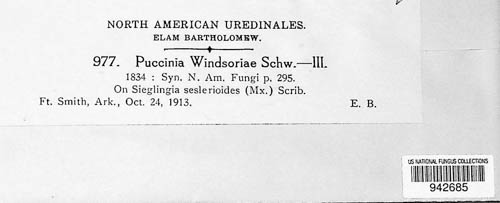 NORTH AMERICAN UREDINALES.
ELAM BARTHOLOMEW.
977. Puccinia Windsoriae Schw.—III.
1834 : Syn. N. Am. Fungi p. 295.
On Sieglingia seslerioides (Mx.) Scrib.
Ft. Smith, Ark., Oct. 24, 1913. E. B.
US NATIONAL FUNGUS COLLECTIONS
942685